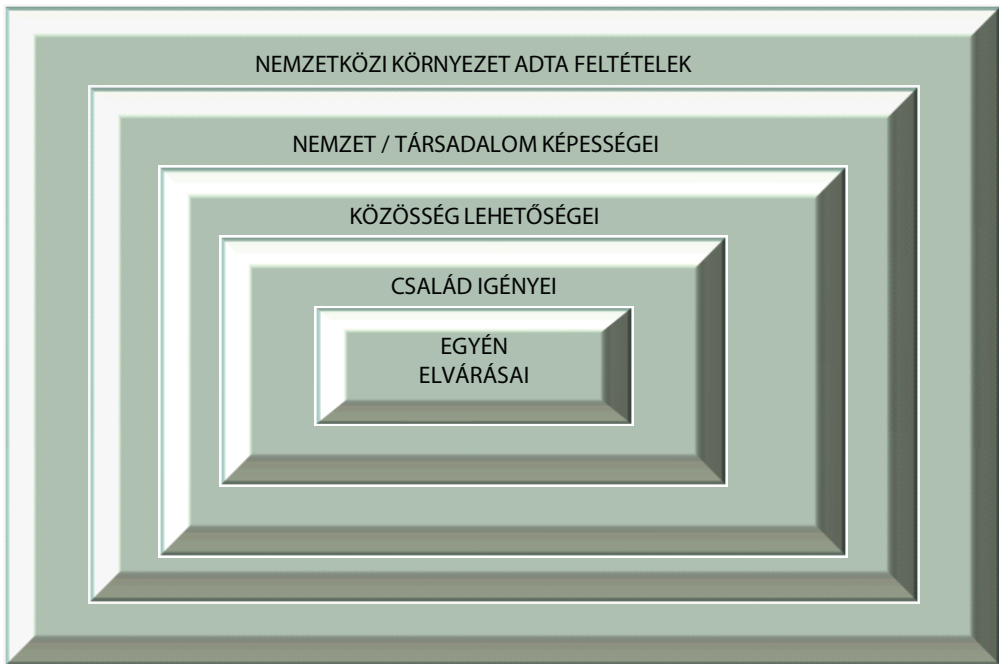 NEMZETKÖZI KÖRNYEZET ADTA FELTÉTELEK
NEMZET / TÁRSADALOM KÉPESSÉGEI
KÖZÖSSÉG LEHETŐSÉGEI
CSALÁD IGÉNYEI
EGYÉN
ELVÁRÁSAI